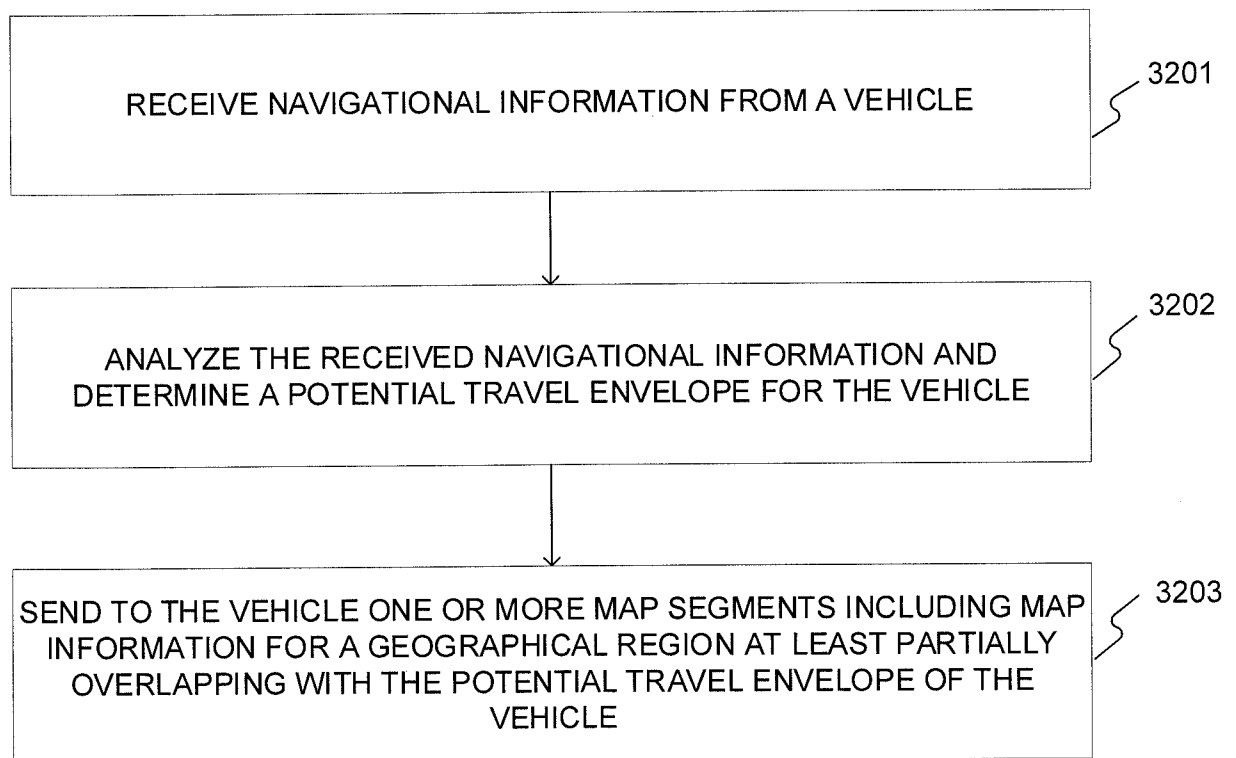 RECEIVE NAVIGATIONAL INFORMATION FROM A VEHICLE
3201
ANALYZE THE RECEIVED NAVIGATIONAL INFORMATION AND
DETERMINE A POTENTIAL TRAVEL ENVELOPE FOR THE VEHICLE
3202
SEND TO THE VEHICLE ONE OR MORE MAP SEGMENTS INCLUDING MAP
INFORMATION FOR A GEOGRAPHICAL REGION AT LEAST PARTIALLY
OVERLAPPING WITH THE POTENTIAL TRAVEL ENVELOPE OF THE
VEHICLE
3203